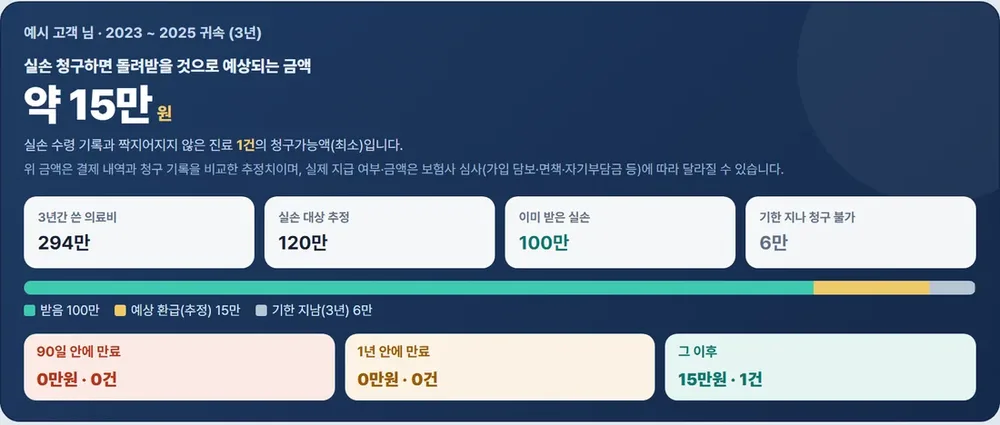 예시 고객 님 · 2023 ~ 2025 귀속 (3년)
실손 청구하면 돌려받을 것으로 예상되는 금액
약 15만 원
실손 수령 기록과 짝지어지지 않은 진료 1건의 청구가능액(최소)입니다.
위 금액은 결제 내역과 청구 기록을 비교한 추정치이며, 실제 지급 여부·금액은 보험사 심사(가입 담보·면책·자기부담금 등)에 따라 달라질 수 있습니다.
3년간 쓴 의료비
294만
실손 대상 추정
120만
이미 받은 실손
100만
기한 지나 청구 불가
6만
받음 100만 예상 환급(추정) 15만 기한 지남(3년) 6만
90일 안에 만료
0만원 · 0건
1년 안에 만료
0만원 · 0건
그 이후
15만원 · 1건